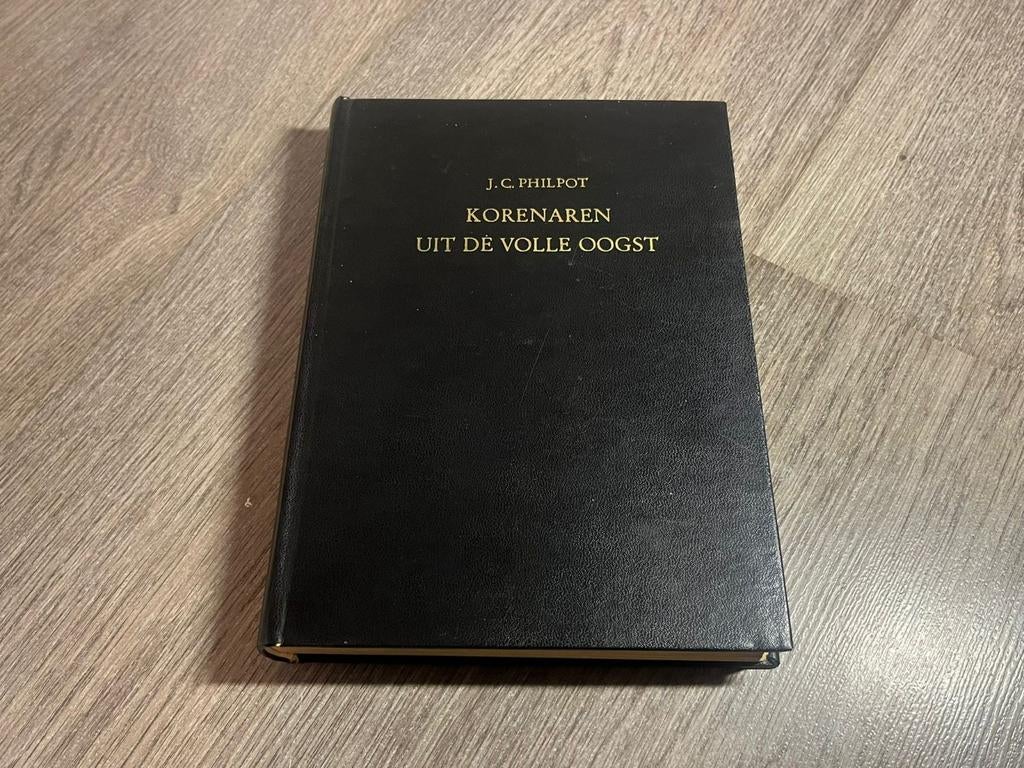 J. C. PHILPOT
KORENAREN
UIT DE VOLLE OOGST